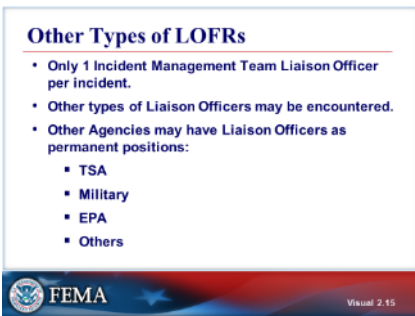 Other Types of LOFRs
• Only 1 Incident Management Team Liaison Officer
per incident.
• Other types of Liaison Officers may be encountered.
• Other Agencies may have Liaison Officers as
permanent positions:
▪ TSA
▪ Military
▪ EPA
▪ Others
FEMA
Visual 2.15